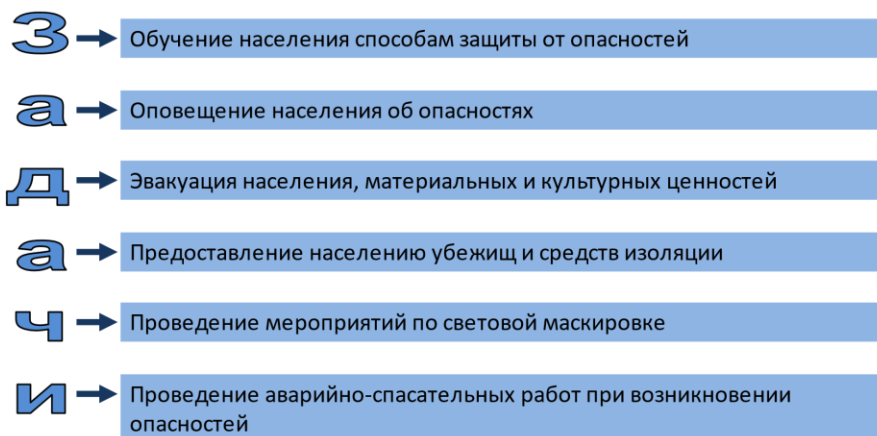 З Обучение населения способам защиты от опасностей
а Оповещение населения об опасностях
д Эвакуация населения, материальных и культурных ценностей
а Предоставление населению убежищ и средств изоляции
ч Проведение мероприятий по световой маскировке
и Проведение аварийно-спасательных работ при возникновении
опасностей